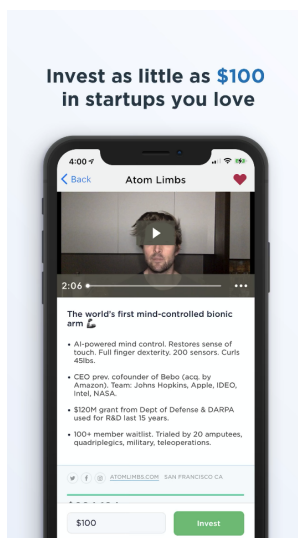 Invest as little as $100
in startups you love
4:00
Back
Atom Limbs
2:06
The world's first mind-controlled bionic
arm
• AI-powered mind control. Restores sense of
touch. Full finger dexterity. 200 sensors. Curls
45lbs.
• CEO prev. cofounder of Bebo (acq. by
Amazon). Team: Johns Hopkins, Apple, IDEO,
Intel, NASA.
• $120M grant from Dept of Defense & DARPA
used for R&D last 15 years.
• 100+ member waitlist. Trialed by 20 amputees,
quadriplegics, military, teleoperations.
ATOMLIMBS.COM SAN FRANCISCO CA
$100
Invest